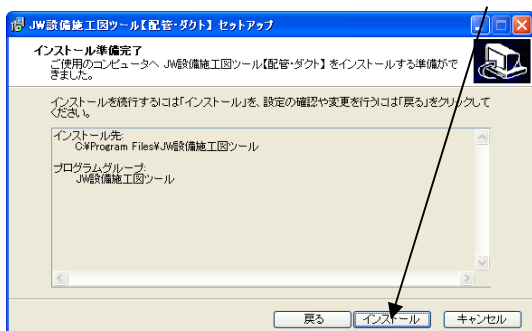 JW設備施工図ツール【配管・ダクト】 セットアップ
インストール準備完了
ご使用のコンピュータへ JW設備施工図ツール【配管・ダクト】 をインストールする準備がで
きました。
インストールを続行するには「インストール」を、設定の確認や変更を行うには「戻る」をクリックして
ください。
インストール先:
C:¥Program Files¥JW設備施工図ツール
プログラムグループ:
JW設備施工図ツール
戻る インストール キャンセル